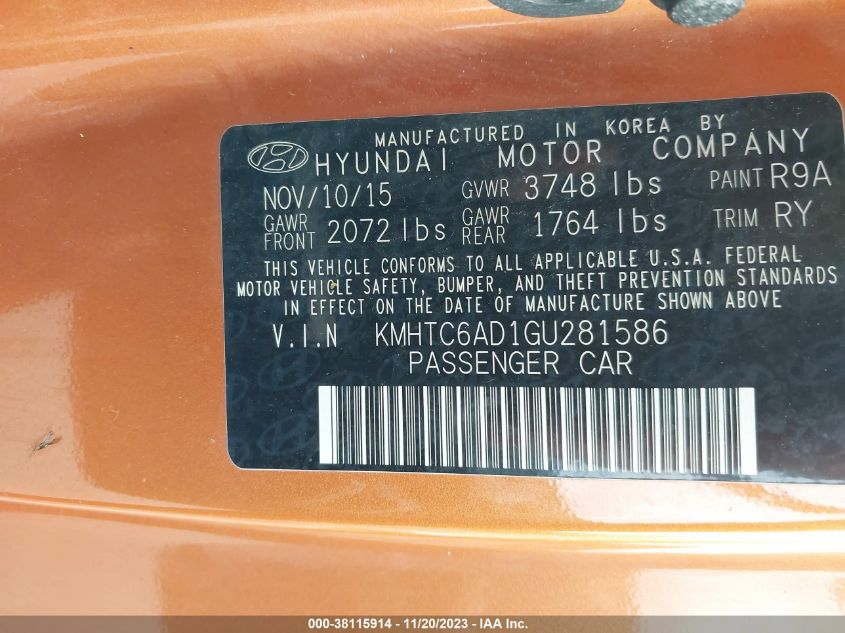 MANUFACTURED IN KOREA BY
HYUNDAI MOTOR COMPANY
NOV/10/15 GVWR 3748 lbs PAINT R9A
GAWR FRONT 2072 lbs GAWR REAR 1764 lbs TRIM RY
THIS VEHICLE CONFORMS TO ALL APPLICABLE U.S.A. FEDERAL
MOTOR VEHICLE SAFETY, BUMPER, AND THEFT PREVENTION STANDARDS
IN EFFECT ON THE DATE OF MANUFACTURE SHOWN ABOVE
V.I.N KMHTC6AD1GU281586
PASSENGER CAR
000-38115914 - 11/20/2023 - IAA Inc.